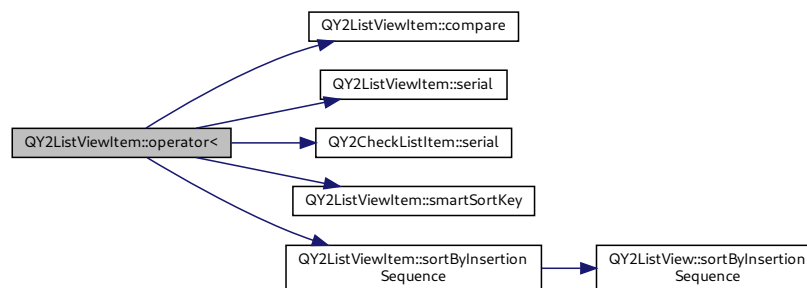 QY2ListViewItem::compare
QY2ListViewItem::serial
QY2ListViewItem::operator<
QY2CheckListItem::serial
QY2ListViewItem::smartSortKey
QY2ListViewItem::sortByInsertion
Sequence
QY2ListView::sortByInsertion
Sequence